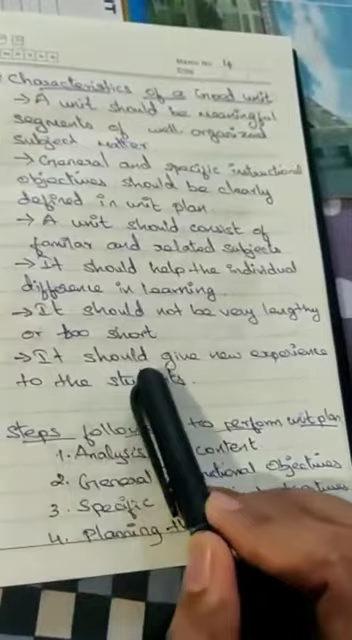 Memo No. 4
Date
Characteristics of a Good unit
→ A unit should be meaningful
segments of well organized
subject matter
→ General and specific instructional
objectives should be clearly
defined in unit plan
→ A unit should consist of
familar and related subjects
→ It should help the individual
difference in learning.
→ It should not be very lengthy
or too short
→ It should give new experience
to the
Steps to perform unit plan
1. Analysis content
2. General Objectives
3. Specific
4. Planning